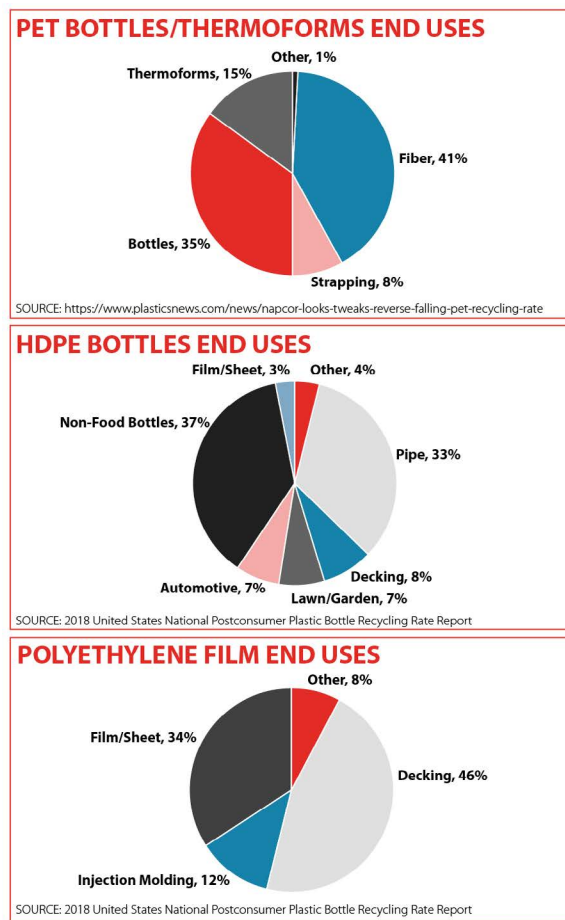 PET BOTTLES/THERMOFORMS END USES
Other, 1%
Thermoforms, 15%
Fiber, 41%
Bottles, 35%
Strapping, 8%
SOURCE: https://www.plasticsnews.com/news/napcor-looks-tweaks-reverse-falling-pet-recycling-rate
HDPE BOTTLES END USES
Film/Sheet, 3%
Other, 4%
Non-Food Bottles, 37%
Pipe, 33%
Decking, 8%
Automotive, 7%
Lawn/Garden, 7%
SOURCE: 2018 United States National Postconsumer Plastic Bottle Recycling Rate Report
POLYETHYLENE FILM END USES
Other, 8%
Film/Sheet, 34%
Decking, 46%
Injection Molding, 12%
SOURCE: 2018 United States National Postconsumer Plastic Bottle Recycling Rate Report